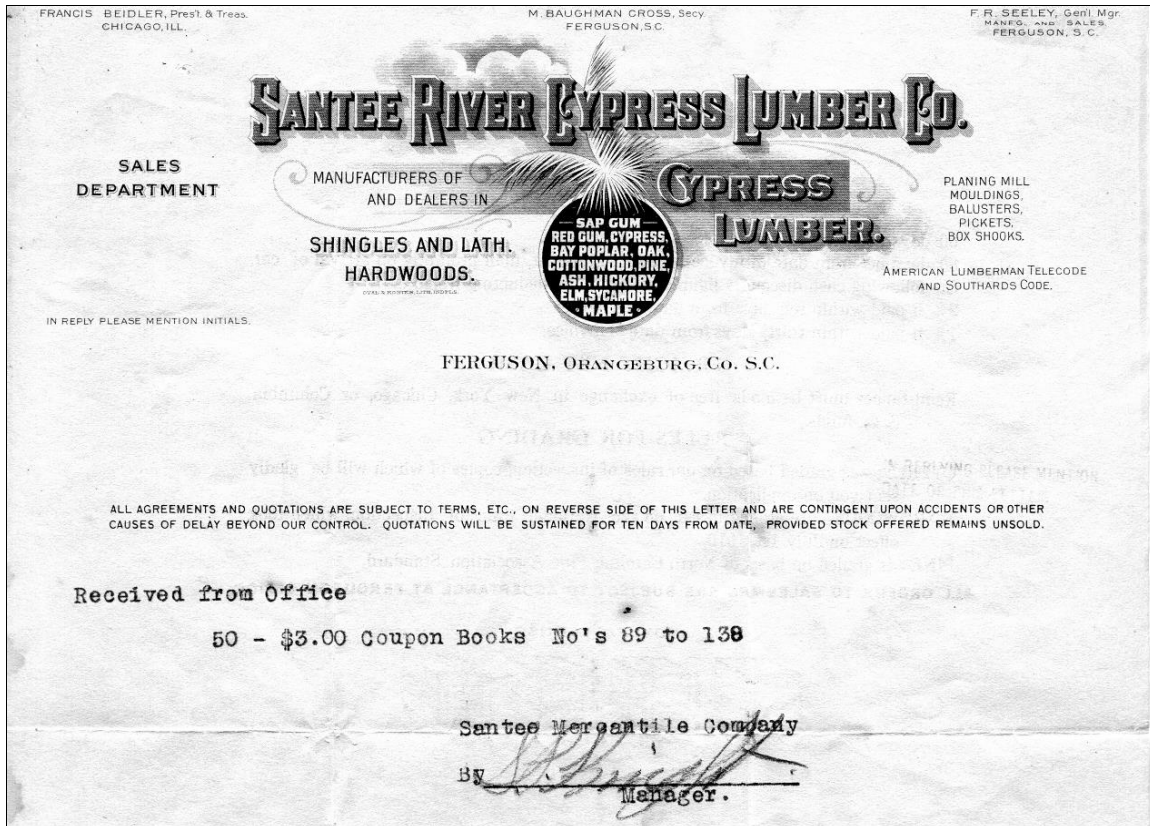 FRANCIS BEIDLER, Pres't. & Treas.
CHICAGO, ILL.
M. BAUGHMAN CROSS, Secy.
FERGUSON, S.C.
F. R. SEELEY, Gen'l. Mgr.
MANFG. AND SALES
FERGUSON, S. C.
SANTEE RIVER CYPRESS LUMBER CO.
SALES
DEPARTMENT
MANUFACTURERS OF
AND DEALERS IN
CYPRESS
LUMBER.
SHINGLES AND LATH.
HARDWOODS.
SAP GUM
RED GUM, CYPRESS,
BAY POPLAR, OAK,
COTTONWOOD, PINE,
ASH, HICKORY,
ELM, SYCAMORE,
MAPLE
PLANING MILL
MOULDINGS,
BALUSTERS,
PICKETS,
BOX SHOOKS.
AMERICAN LUMBERMAN TELECODE
AND SOUTHARDS CODE.
IN REPLY PLEASE MENTION INITIALS.
FERGUSON, ORANGEBURG, CO. S.C.
ALL AGREEMENTS AND QUOTATIONS ARE SUBJECT TO TERMS, ETC., ON REVERSE SIDE OF THIS LETTER AND ARE CONTINGENT UPON ACCIDENTS OR OTHER
CAUSES OF DELAY BEYOND OUR CONTROL. QUOTATIONS WILL BE SUSTAINED FOR TEN DAYS FROM DATE, PROVIDED STOCK OFFERED REMAINS UNSOLD.
Received from Office
50 - $3.00 Coupon Books No's 89 to 138
Santee Mercantile Company
By
Manager.